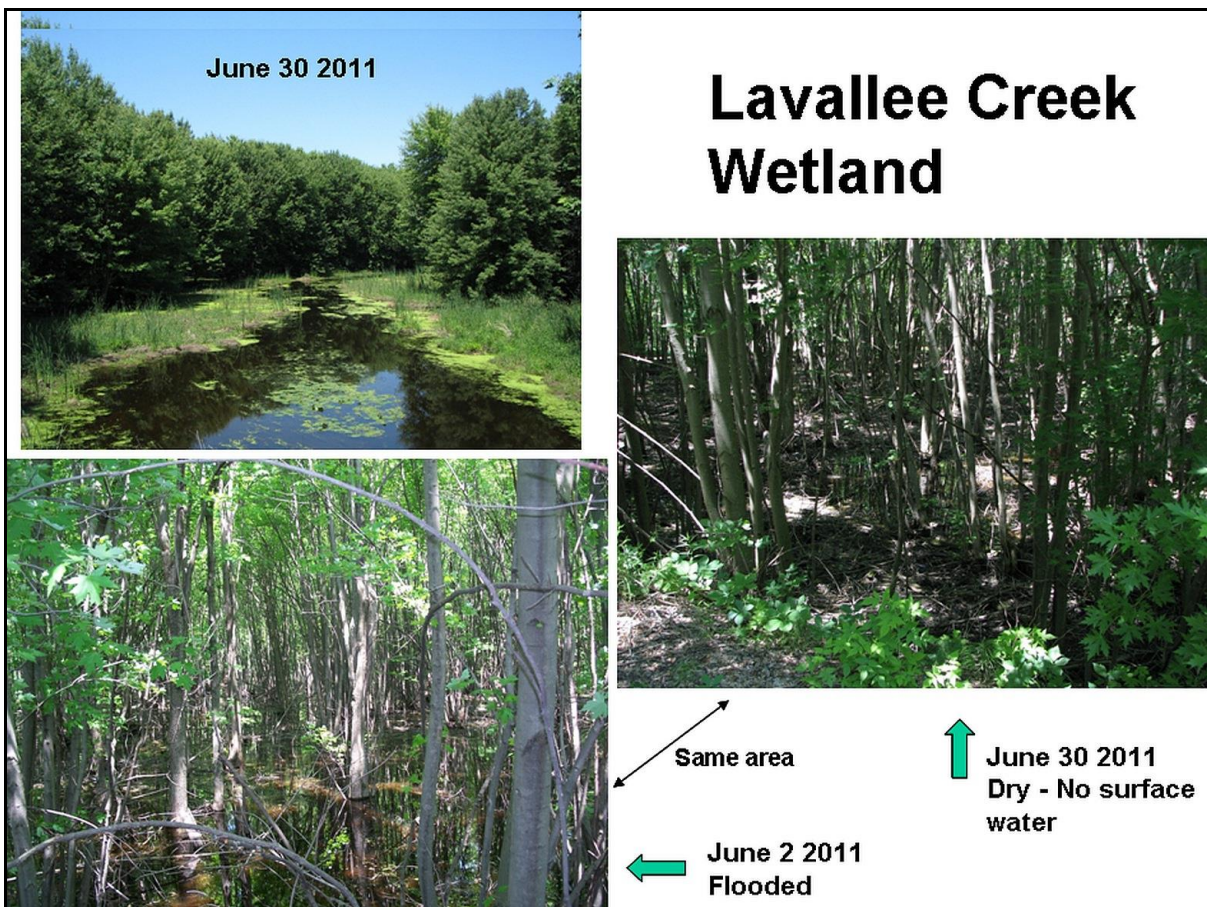 June 30 2011
Lavallee Creek
Wetland
Same area
June 30 2011
Dry - No surface
water
June 2 2011
Flooded